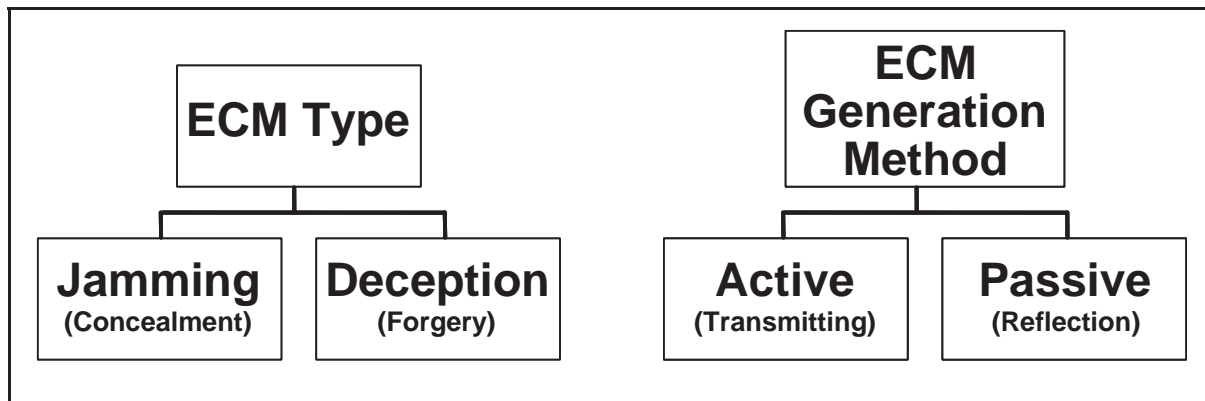 ECM Type
Jamming
(Concealment)
Deception
(Forgery)
ECM
Generation
Method
Active
(Transmitting)
Passive
(Reflection)